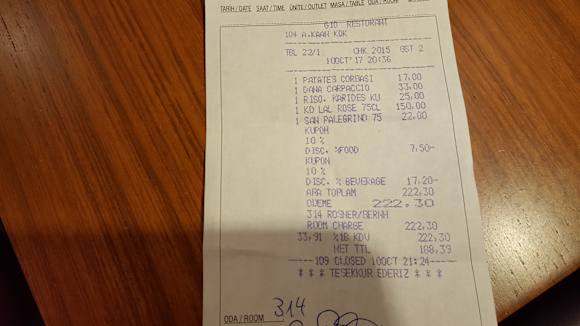 TARIH/DATE SAAT/TIME ÜNITE/OUTLET MASA/TABLE ODA/ROOM
GIO RESTORANT
104 A.KAAN KDK
TBL 22/1 CHK 2015 GST 2
10OCT'17 20:36
1 PATATES CORBASI 17.00
1 DANA CARPACCIO 33.00
1 RISO. KARIDES KU 25.00
1 KD LAL ROSE 75CL 150.00
1 SAN PALEGRINO 75 22.00
KUPON
10 %
DISC. %FOOD 7.50-
KUPON
10 %
DISC. % BEVERAGE 17.20-
ARA TOPLAM 222.30
ODEME 222.30
314 ROSNER/BERNH
ROOM CHARGE 222.30
33.91 %18 KDV 222.30
NET TTL 188.39
----109 CLOSED 10OCT 21:24----
* * * TESEKKUR EDERIZ * * *
ODA/ROOM 314